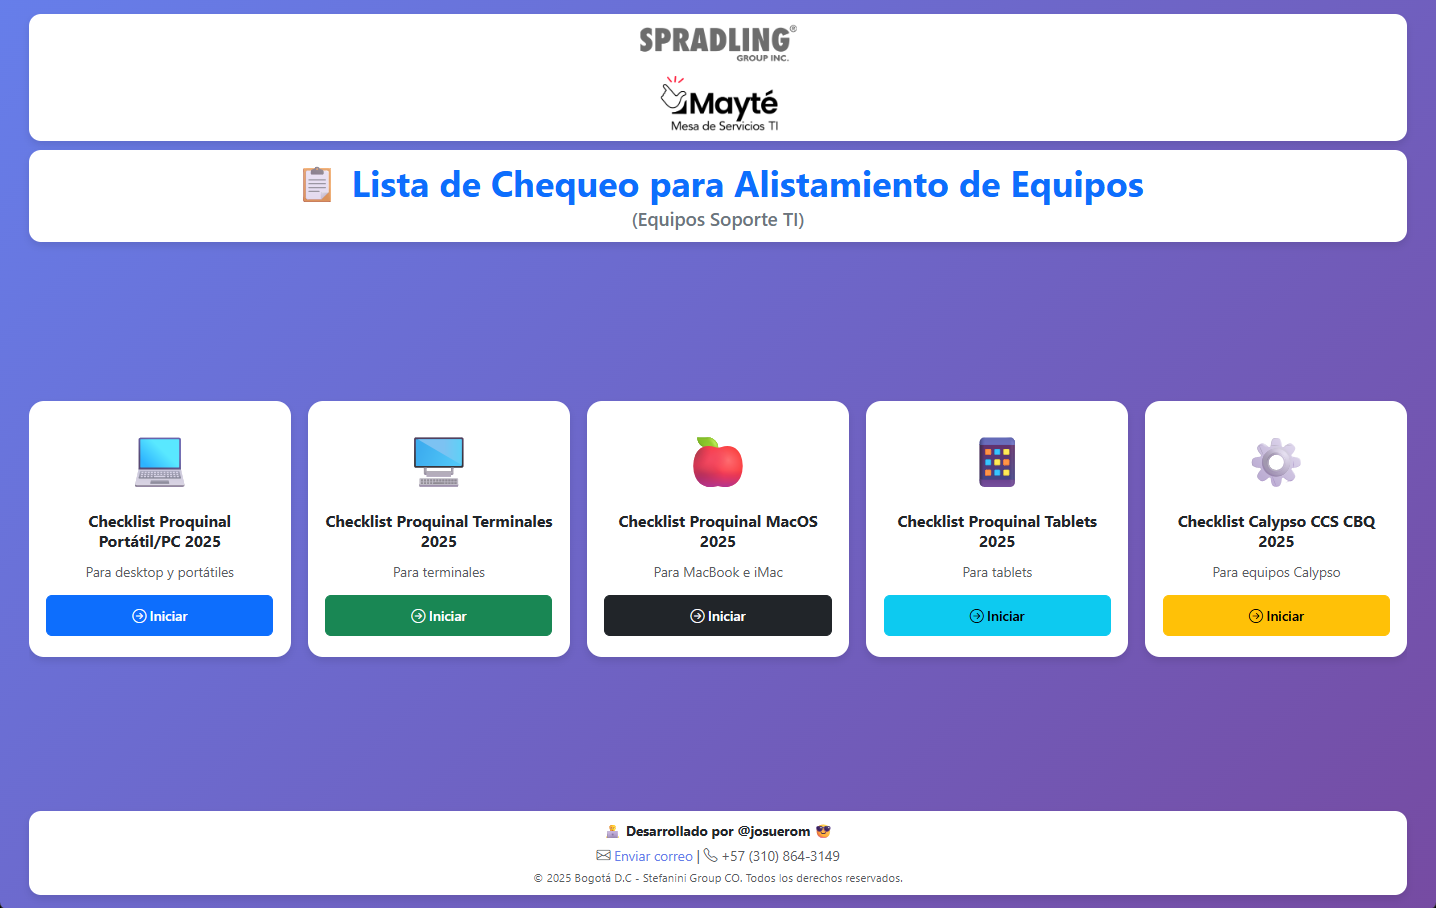 SPRADLING®
GROUP INC.
Mayté
Mesa de Servicios TI
Lista de Chequeo para Alistamiento de Equipos
(Equipos Soporte TI)
Checklist Proquinal
Portátil/PC 2025
Para desktop y portátiles
Iniciar
Checklist Proquinal Terminales
2025
Para terminales
Iniciar
Checklist Proquinal MacOS
2025
Para MacBook e iMac
Iniciar
Checklist Proquinal Tablets
2025
Para tablets
Iniciar
Checklist Calypso CCS CBQ
2025
Para equipos Calypso
Iniciar
Desarrollado por @josuerom
Enviar correo | +57 (310) 864-3149
© 2025 Bogotá D.C - Stefanini Group CO. Todos los derechos reservados.